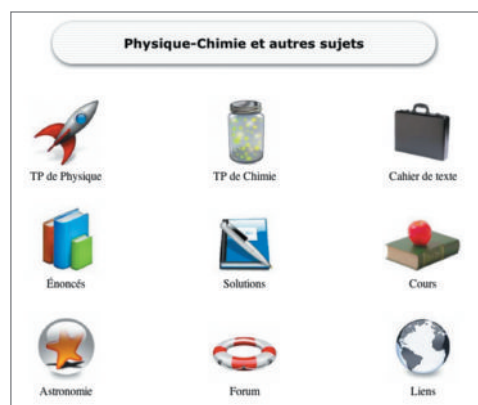 Physique-Chimie et autres sujets
TP de Physique
TP de Chimie
Cahier de texte
Énoncés
Solutions
Cours
Astronomie
Forum
Liens